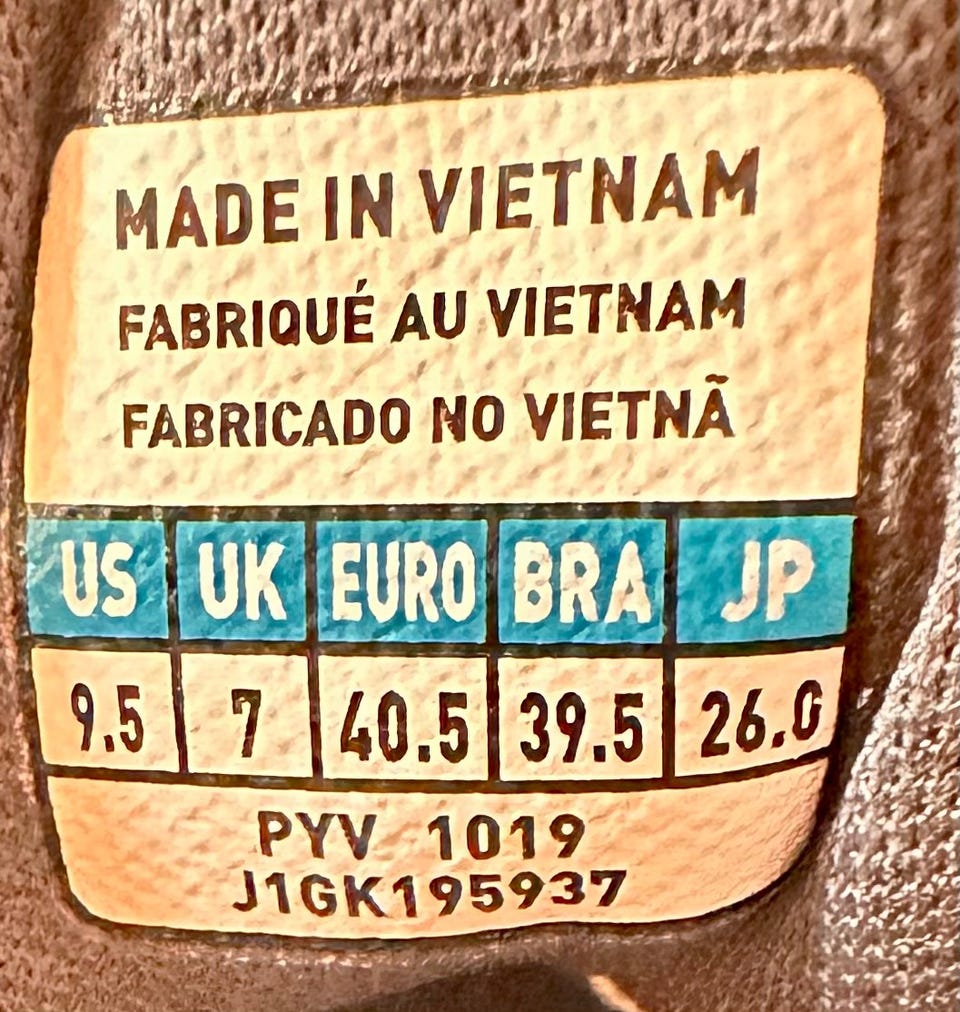 MADE IN VIETNAM
FABRIQUÉ AU VIETNAM
FABRICADO NO VIETNÃ
US UK EURO BRA JP
9.5 7 40.5 39.5 26.0
PYV 1019
J1GK195937